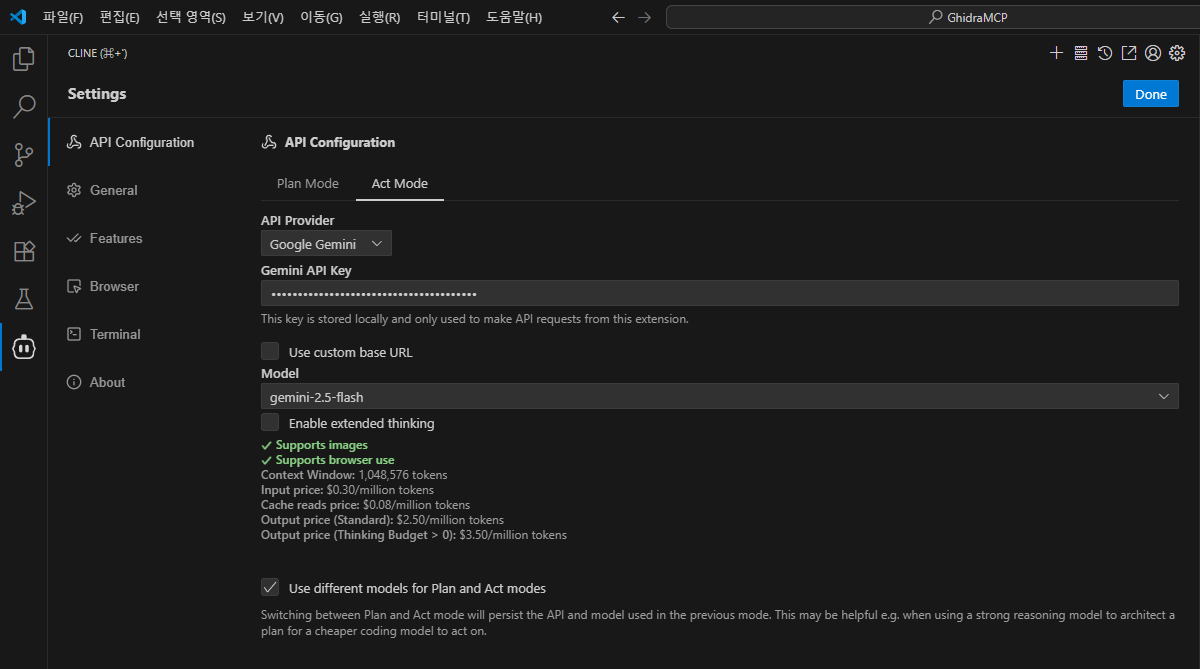 파일(F) 편집(E) 선택 영역(S) 보기(V) 이동(G) 실행(R) 터미널(T) 도움말(H) GhidraMCP
CLINE (⌘+')
Settings
Done
API Configuration
General
Features
Browser
Terminal
About
API Configuration
Plan Mode Act Mode
API Provider
Google Gemini
Gemini API Key
•••••••••••••••••••••••••••••••••••••••
This key is stored locally and only used to make API requests from this extension.
Use custom base URL
Model
gemini-2.5-flash
Enable extended thinking
Supports images
Supports browser use
Context Window: 1,048,576 tokens
Input price: $0.30/million tokens
Cache reads price: $0.08/million tokens
Output price (Standard): $2.50/million tokens
Output price (Thinking Budget > 0): $3.50/million tokens
Use different models for Plan and Act modes
Switching between Plan and Act mode will persist the API and model used in the previous mode. This may be helpful e.g. when using a strong reasoning model to architect a
plan for a cheaper coding model to act on.